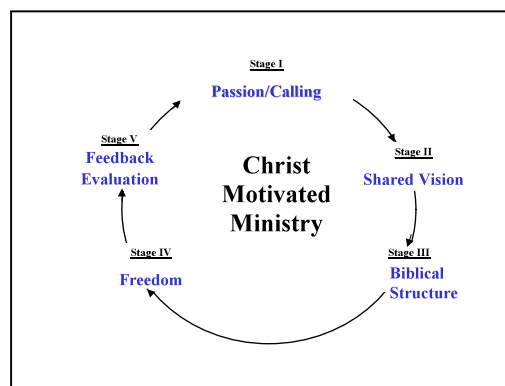 Stage I
Passion/Calling
Stage II
Shared Vision
Stage III
Biblical
Structure
Stage IV
Freedom
Stage V
Feedback
Evaluation
Christ
Motivated
Ministry